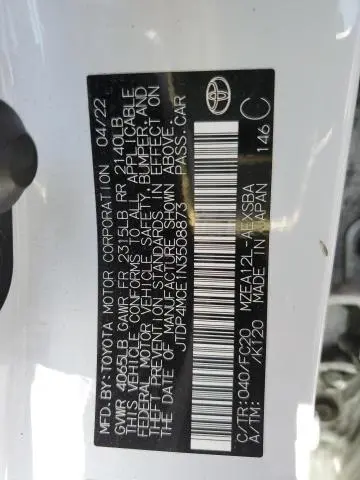 MFD. BY: TOYOTA MOTOR CORPORATION 04/22
GVWR 4065LB GAWR FR 2315LB RR 2140LB
THIS VEHICLE CONFORMS TO ALL APPLICABLE
FEDERAL MOTOR VEHICLE SAFETY, BUMPER, AND
THEFT PREVENTION STANDARDS IN EFFECT ON
THE DATE OF MANUFACTURE SHOWN ABOVE.
JTDP4MCE1N3508813 PASS.CAR
C/TR:040/FC20 MZEA12L-AEXSBA
A/TM: /K120 MADE IN JAPAN 146 C